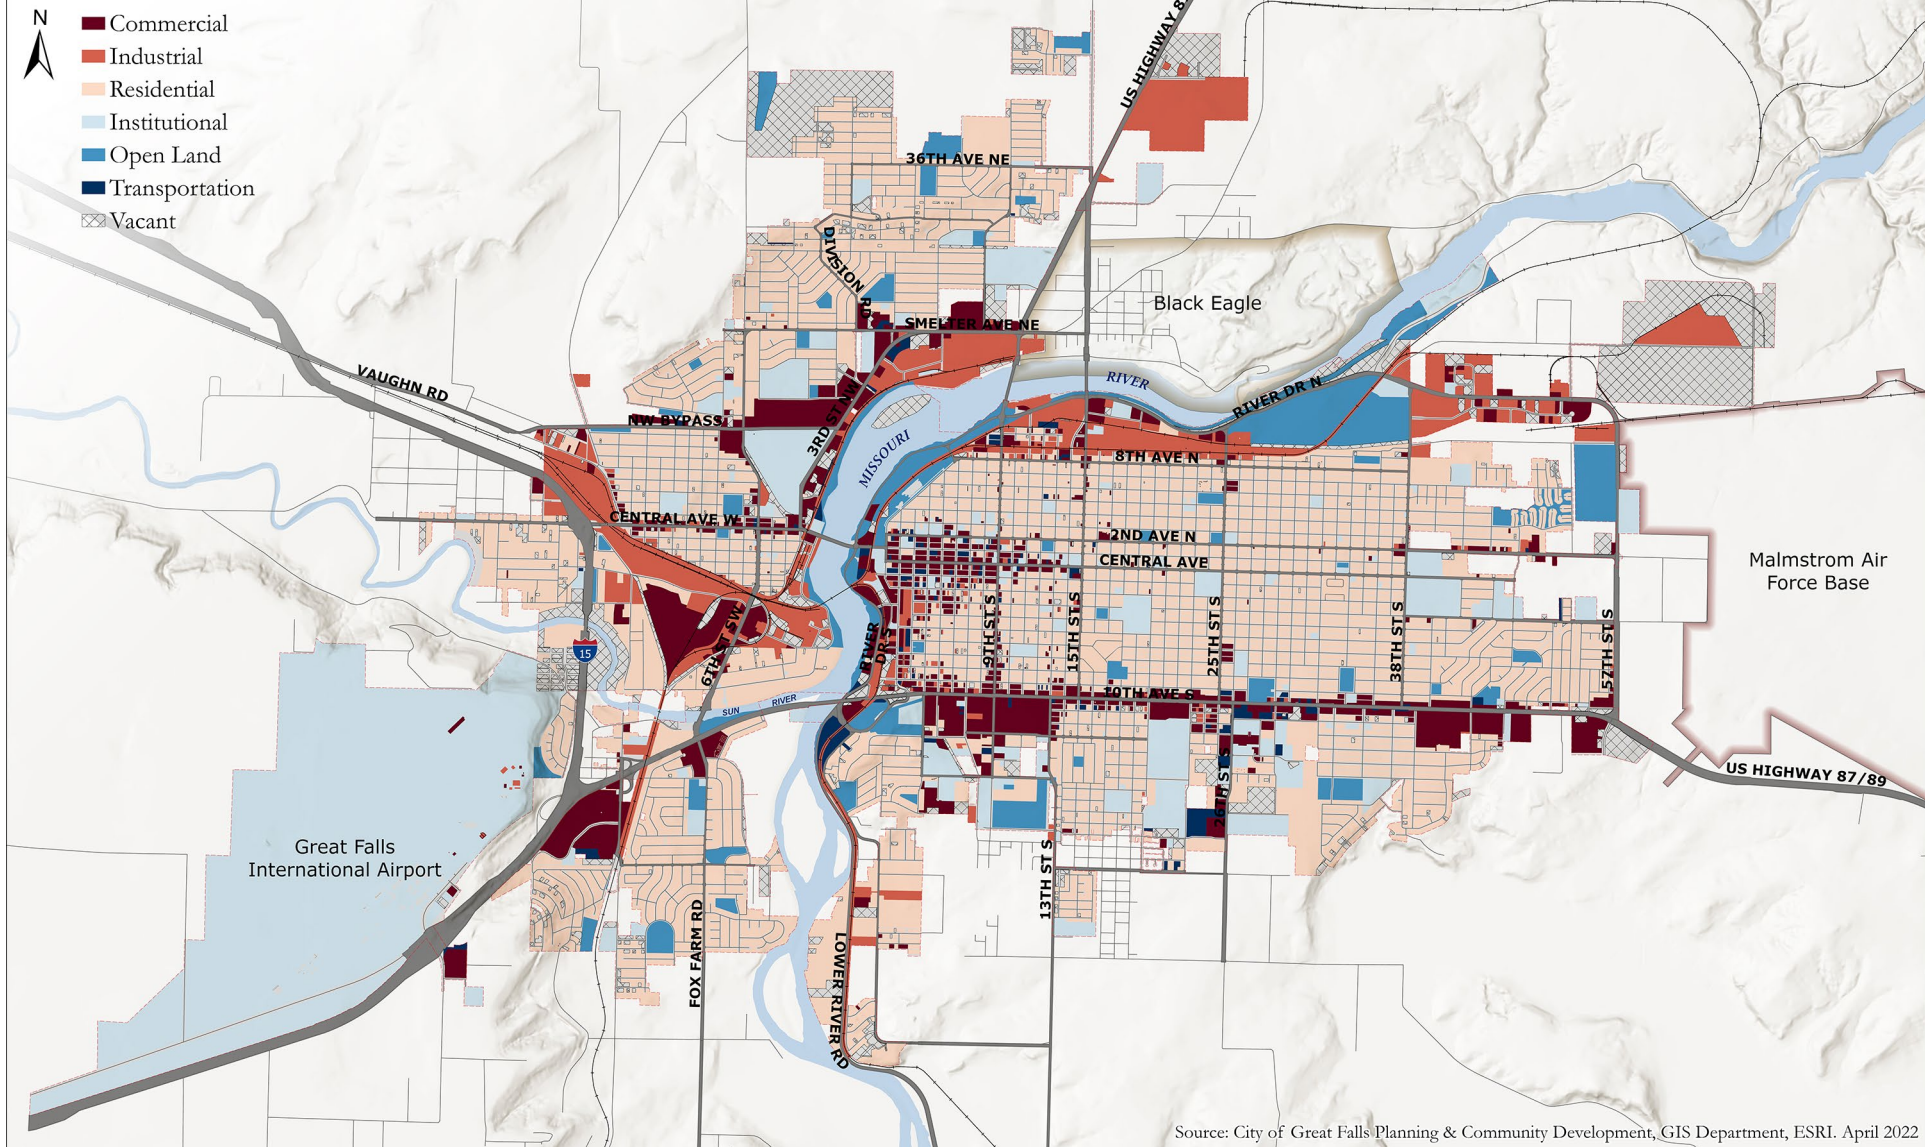 N
Commercial
Industrial
Residential
Institutional
Open Land
Transportation
Vacant
US HIGHWAY 8
36TH AVE NE
DIVISION
RD
Black Eagle
SMELTER AVE NE
VAUGHN RD
RIVER
RIVER DR N
NW BYPASS
3RD ST NW
MISSOURI
8TH AVE N
CENTRAL AVE W
2ND AVE N
CENTRAL AVE
Malmstrom Air
Force Base
15
6TH ST SW
RIVER
DR S
9TH ST S
15TH ST S
25TH ST S
38TH ST S
57TH ST S
10TH AVE S
SUN RIVER
26TH ST S
US HIGHWAY 87/89
Great Falls
International Airport
13TH ST S
FOX FARM RD
LOWER RIVER RD
Source: City of Great Falls Planning & Community Development, GIS Department, ESRI. April 2022